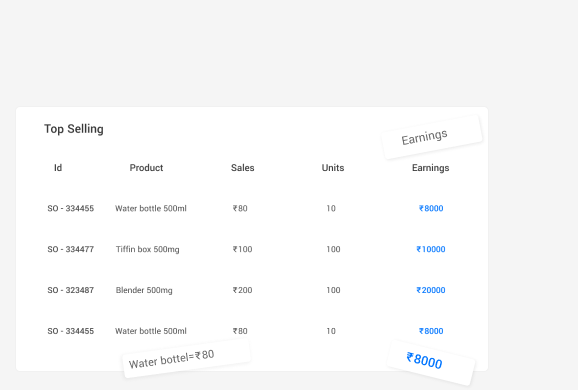 Top Selling
Earnings
Id Product Sales Units Earnings
SO - 334455 Water bottle 500ml ₹80 10 ₹8000
SO - 334477 Tiffin box 500mg ₹100 100 ₹10000
SO - 323487 Blender 500mg ₹200 100 ₹20000
SO - 334455 Water bottle 500ml ₹80 10 ₹8000
Water bottel=₹80
₹8000